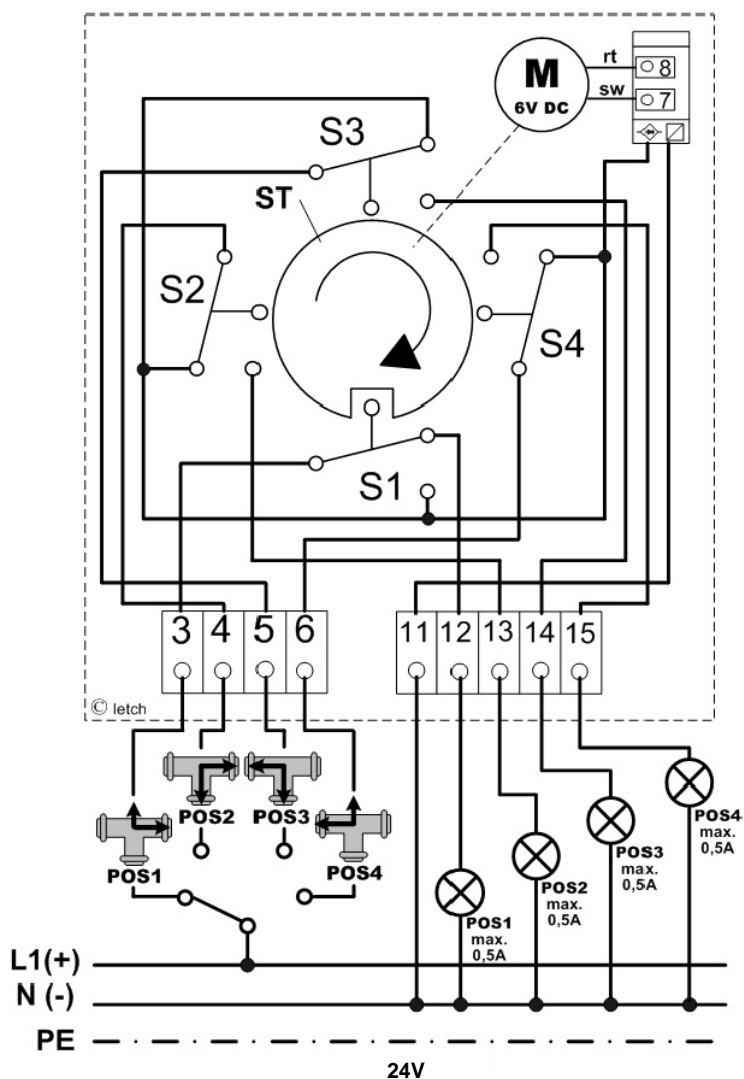 rt
8
M
6V DC
sw
7
S3
ST
S2
S4
S1
3 4 5 6
11 12 13 14 15
© letch
POS1
POS2
POS3
POS4
POS1
max.
0,5A
POS2
max.
0,5A
POS3
max.
0,5A
POS4
max.
0,5A
L1(+)
N (-)
PE
24V